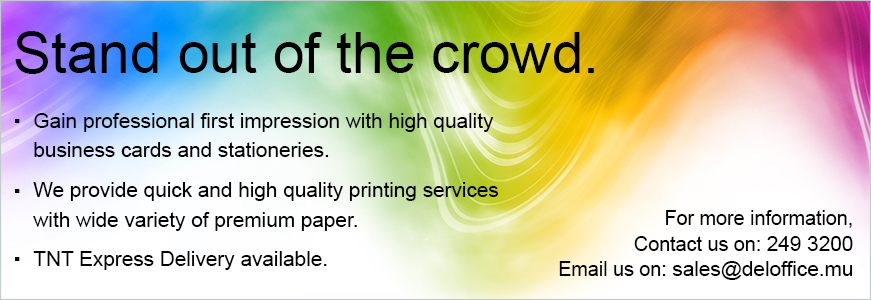 Stand out of the crowd.
▪ Gain professional first impression with high quality
business cards and stationeries.
▪ We provide quick and high quality printing services
with wide variety of premium paper.
▪ TNT Express Delivery available.
For more information,
Contact us on: 249 3200
Email us on: sales@deloffice.mu